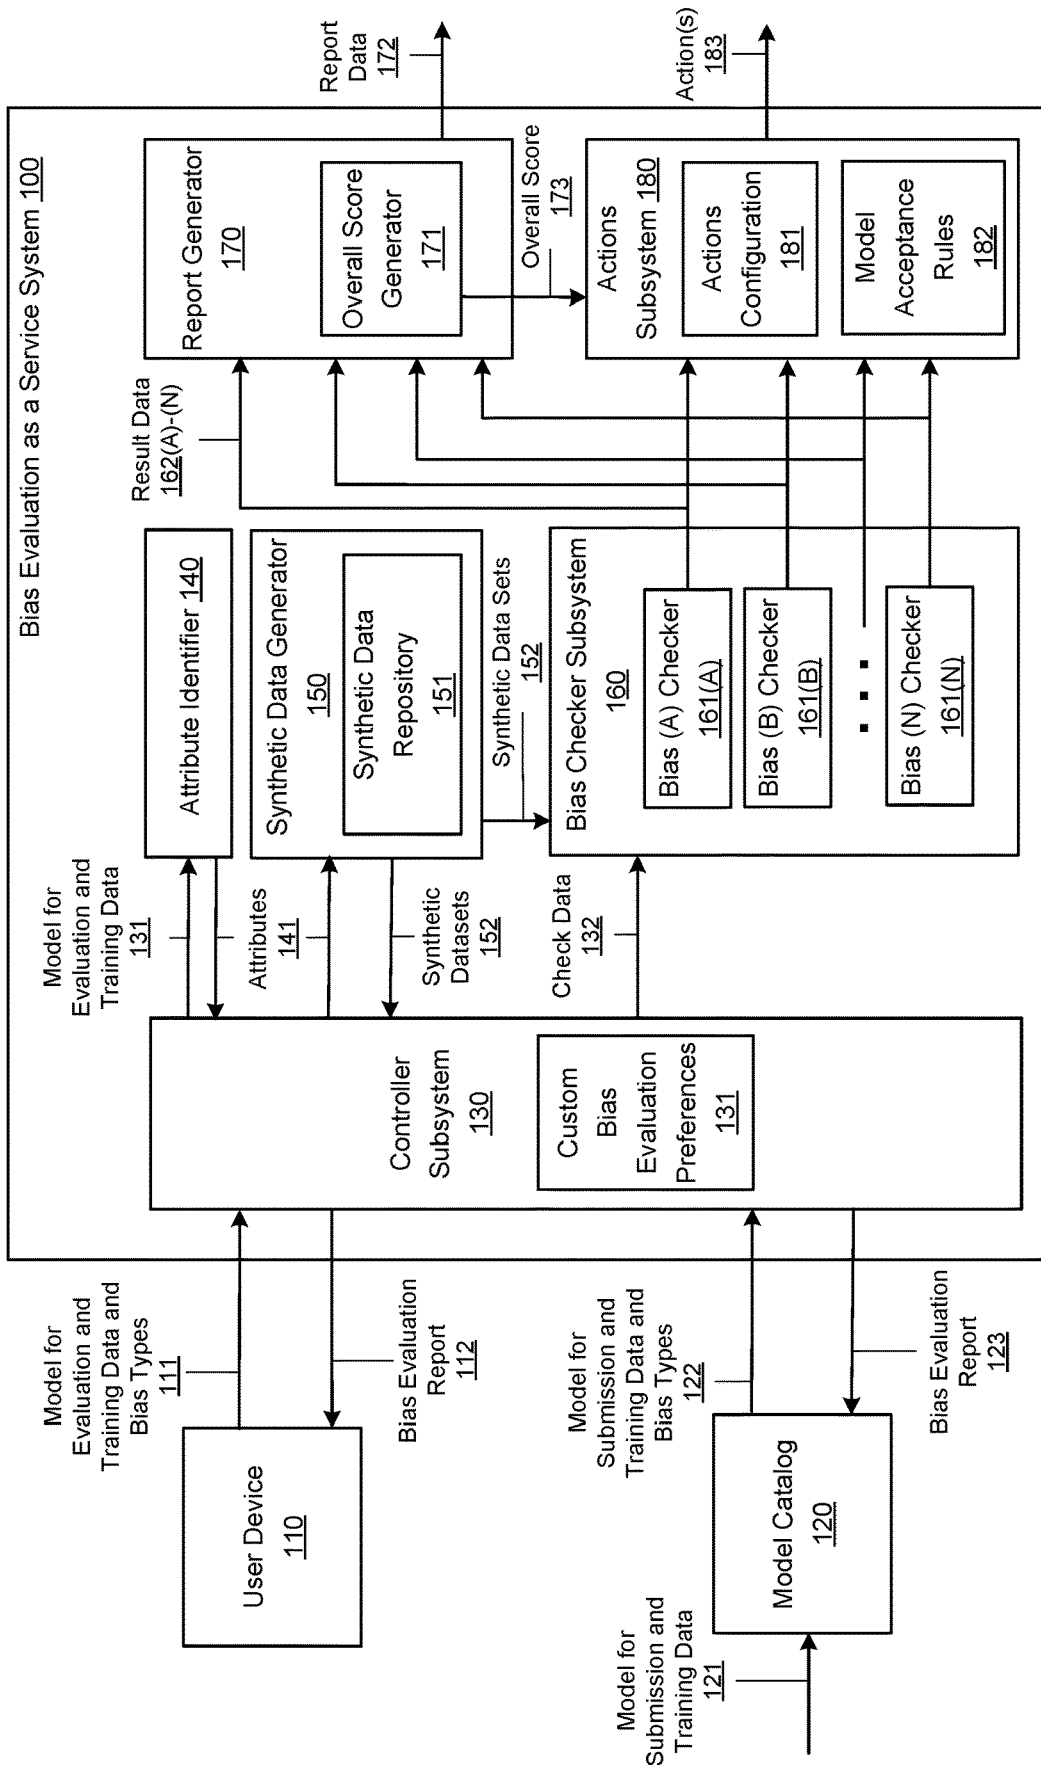 Bias Evaluation as a Service System 100
User Device
110
Model for
Evaluation and
Training Data and
Bias Types
111
Bias Evaluation
Report
112
Model for
Submission and
Training Data
121
Model Catalog
120
Model for
Submission and
Training Data and
Bias Types
122
Bias Evaluation
Report
123
Controller
Subsystem
130
Custom
Bias
Evaluation
Preferences
131
Model for
Evaluation and
Training Data
131
Attributes
141
Synthetic
Datasets
152
Check Data
132
Attribute Identifier 140
Synthetic Data Generator
150
Synthetic Data
Repository
151
Synthetic Data Sets
152
Bias Checker Subsystem
160
Bias (A) Checker
161(A)
Bias (B) Checker
161(B)
Bias (N) Checker
161(N)
Result Data
162(A)-(N)
Report Generator
170
Overall Score
Generator
171
Overall Score
173
Actions
Subsystem 180
Actions
Configuration
181
Model
Acceptance
Rules
182
Report
Data
172
Action(s)
183